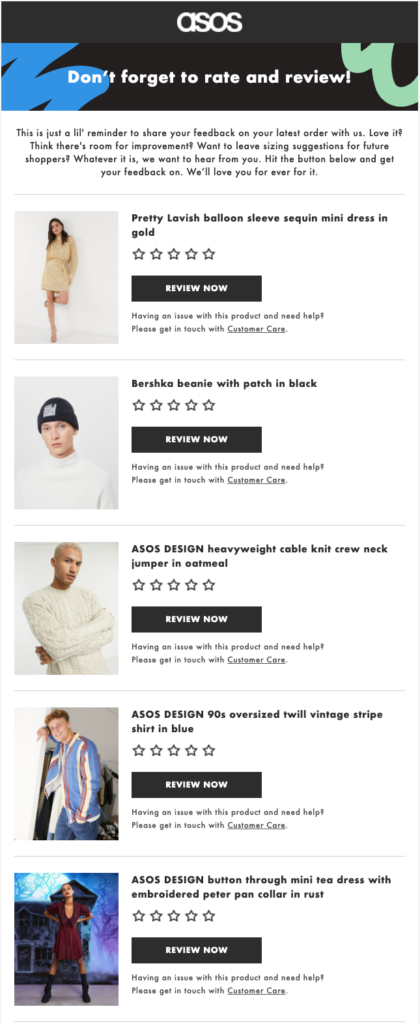 asos
Don't forget to rate and review!
This is just a lil' reminder to share your feedback on your latest order with us. Love it?
Think there's room for improvement? Want to leave sizing suggestions for future
shoppers? Whatever it is, we want to hear from you. Hit the button below and get
your feedback on. We'll love you for ever for it.
Pretty Lavish balloon sleeve sequin mini dress in
gold
REVIEW NOW
Having an issue with this product and need help?
Please get in touch with Customer Care.
Bershka beanie with patch in black
REVIEW NOW
Having an issue with this product and need help?
Please get in touch with Customer Care.
ASOS DESIGN heavyweight cable knit crew neck
jumper in oatmeal
REVIEW NOW
Having an issue with this product and need help?
Please get in touch with Customer Care.
ASOS DESIGN 90s oversized twill vintage stripe
shirt in blue
REVIEW NOW
Having an issue with this product and need help?
Please get in touch with Customer Care.
ASOS DESIGN button through mini tea dress with
embroidered peter pan collar in rust
REVIEW NOW
Having an issue with this product and need help?
Please get in touch with Customer Care.